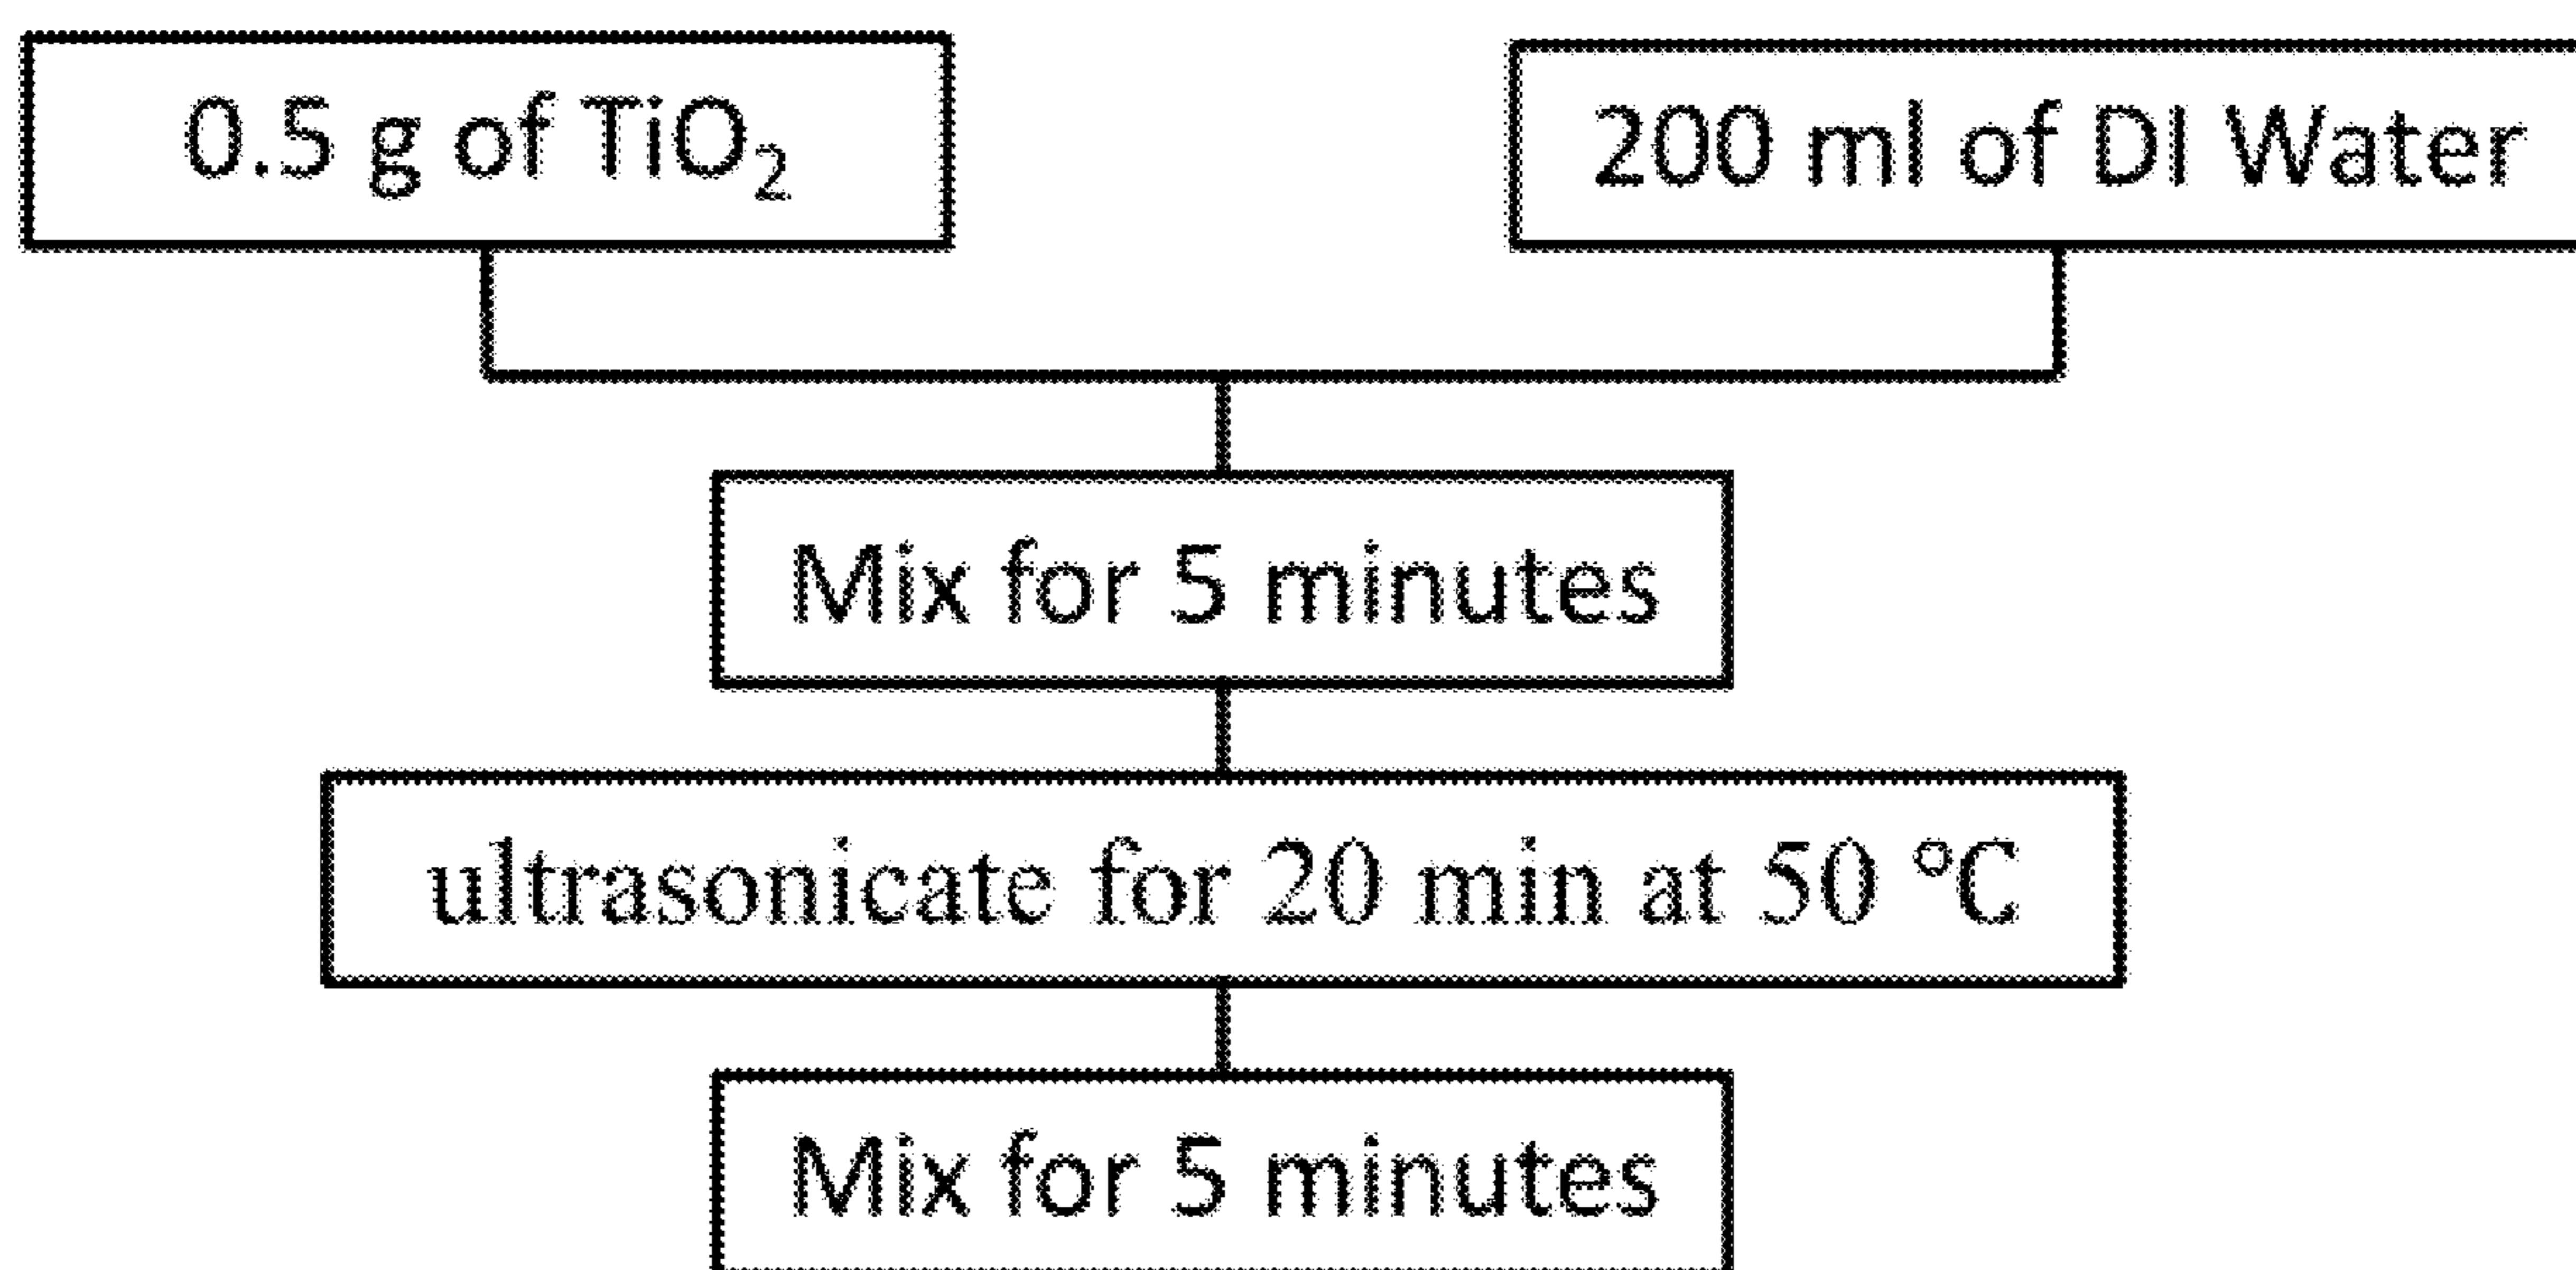 0.5 g of TiO₂
200 ml of DI Water
Mix for 5 minutes
ultrasonicate for 20 min at 50 °C
Mix for 5 minutes